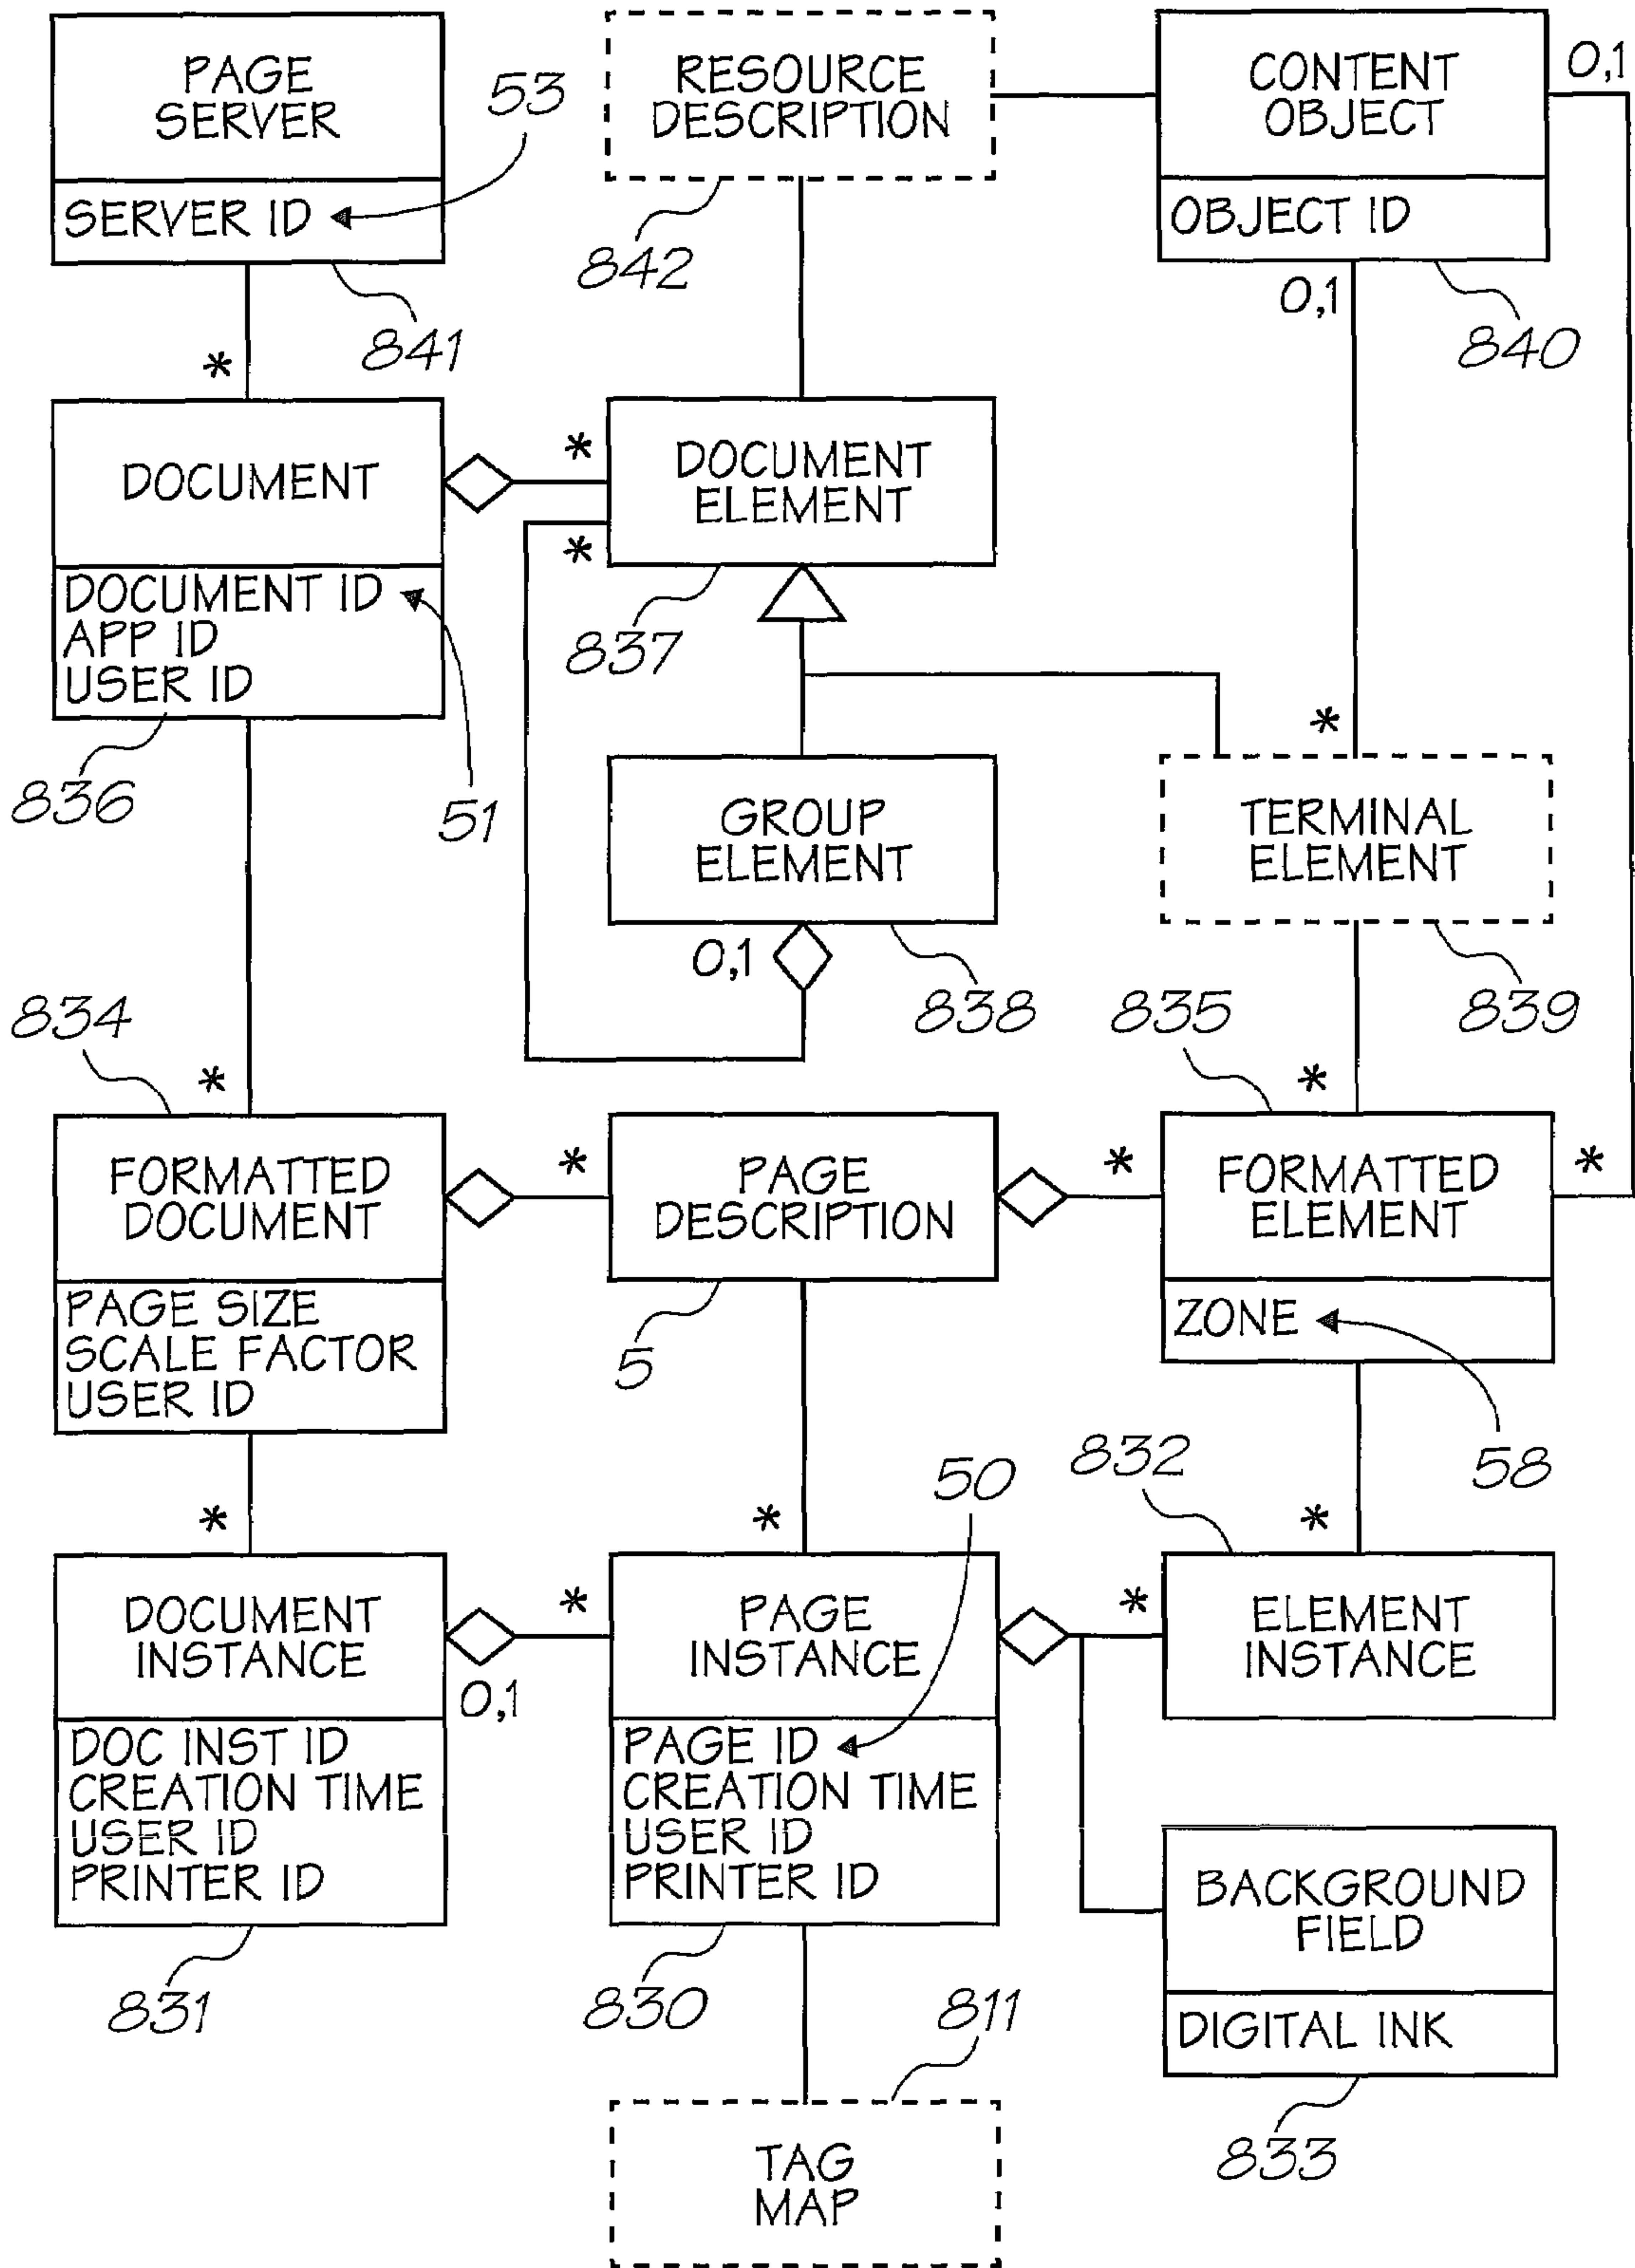 PAGE
SERVER
SERVER ID
53
841
RESOURCE
DESCRIPTION
842
CONTENT
OBJECT
OBJECT ID
0,1
0,1
840
*
DOCUMENT
DOCUMENT ID
APP ID
USER ID
836
51
*
*
DOCUMENT
ELEMENT
837
GROUP
ELEMENT
0,1
838
*
TERMINAL
ELEMENT
839
834
*
FORMATTED
DOCUMENT
PAGE SIZE
SCALE FACTOR
USER ID
*
PAGE
DESCRIPTION
5
835
*
*
FORMATTED
ELEMENT
*
ZONE
58
*
DOCUMENT
INSTANCE
0,1
DOC INST ID
CREATION TIME
USER ID
PRINTER ID
831
*
*
50
PAGE
INSTANCE
PAGE ID
CREATION TIME
USER ID
PRINTER ID
830
832
*
*
ELEMENT
INSTANCE
BACKGROUND
FIELD
DIGITAL INK
833
811
TAG
MAP